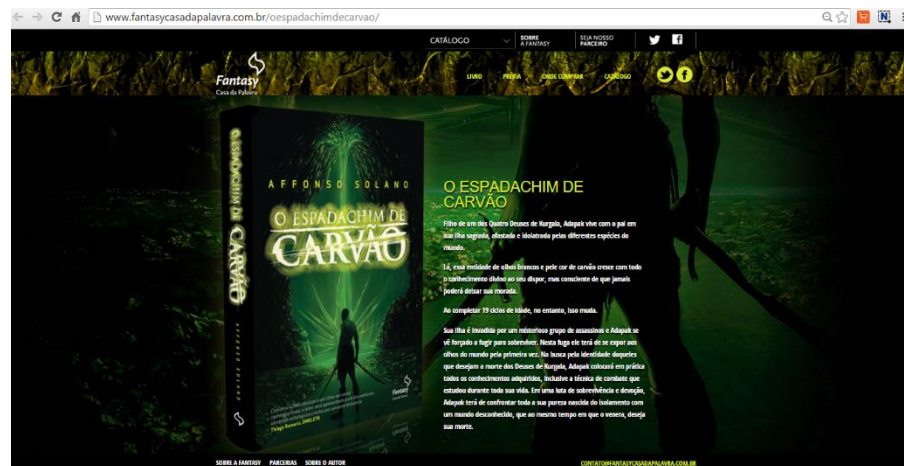 www.fantasycasadapalavra.com.br/oespadachimdecarvao/
CATÁLOGO
SOBRE
A FANTASY
SEJA NOSSO
PARCEIRO
Fantasy
Casa da Palavra
LIVRO PRÉVIA ONDE COMPRAR CATÁLOGO
O ESPADACHIM DE CARVÃO
AFFONSO SOLANO
AFFONSO SOLANO
O ESPADACHIM DE
CARVÃO
Fantasy
Thiago Romariz, OMELETE
O ESPADACHIM DE
CARVÃO
Filho de um dos Quatro Deuses de Kurgala, Adapak vive com o pai em
sua ilha sagrada, afastada e idolatrada pelas diferentes espécies do
mundo.
Lá, essa entidade de olhos brancos e pele cor de carvão cresce com todo
o conhecimento divino ao seu dispor, mas consciente de que jamais
poderá deixar sua morada.
Ao completar 19 ciclos de idade, no entanto, isso muda.
Sua ilha é invadida por um misterioso grupo de assassinos e Adapak se
vê forçado a fugir para sobreviver. Nesta fuga ele terá de se expor aos
olhos do mundo pela primeira vez. Na busca pela identidade daqueles
que desejam a morte dos Deuses de Kurgala, Adapak colocará em prática
todos os conhecimentos adquiridos, inclusive a técnica de combate que
estudou durante toda sua vida. Em uma luta de sobrevivência e devoção,
Adapak terá de confrontar toda a sua pureza nascida do isolamento com
um mundo desconhecido, que ao mesmo tempo em que o venera, deseja
sua morte.
SOBRE A FANTASY PARCERIAS SOBRE O AUTOR
CONTATO@FANTASYCASADAPALAVRA.COM.BR